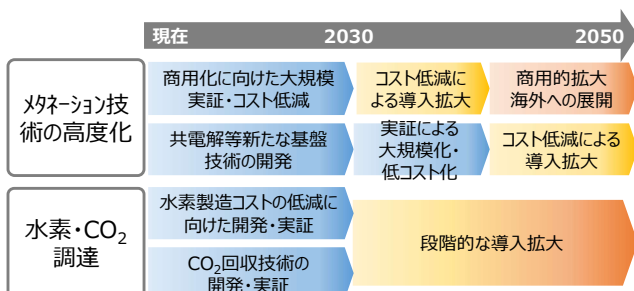 現在 2030 2050
メタネーション技
術の高度化
商用化に向けた大規模
実証・コスト低減
コスト低減に
よる導入拡大
商用的拡大
海外への展開
共電解等新たな基盤
技術の開発
実証による
大規模化・
低コスト化
コスト低減による
導入拡大
水素・CO₂
調達
水素製造コストの低減に
向けた開発・実証
CO₂回収技術の
開発・実証
段階的な導入拡大